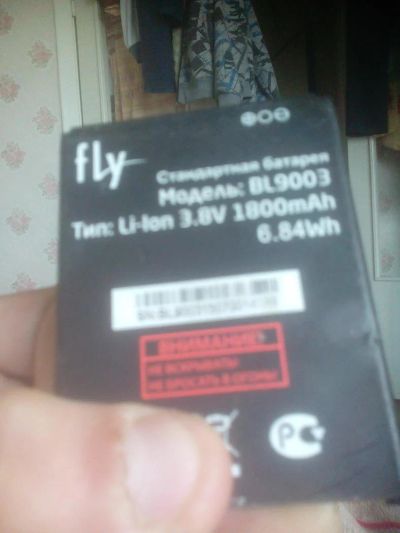 fly
Стандартная батарея
Модель: BL9003
Тип: Li-Ion 3.8V 1800mAh
6.84Wh
ВНИМАНИЕ!
НЕ ВСКРЫВАТЬ!
НЕ БРОСАТЬ В ОГОНЬ!